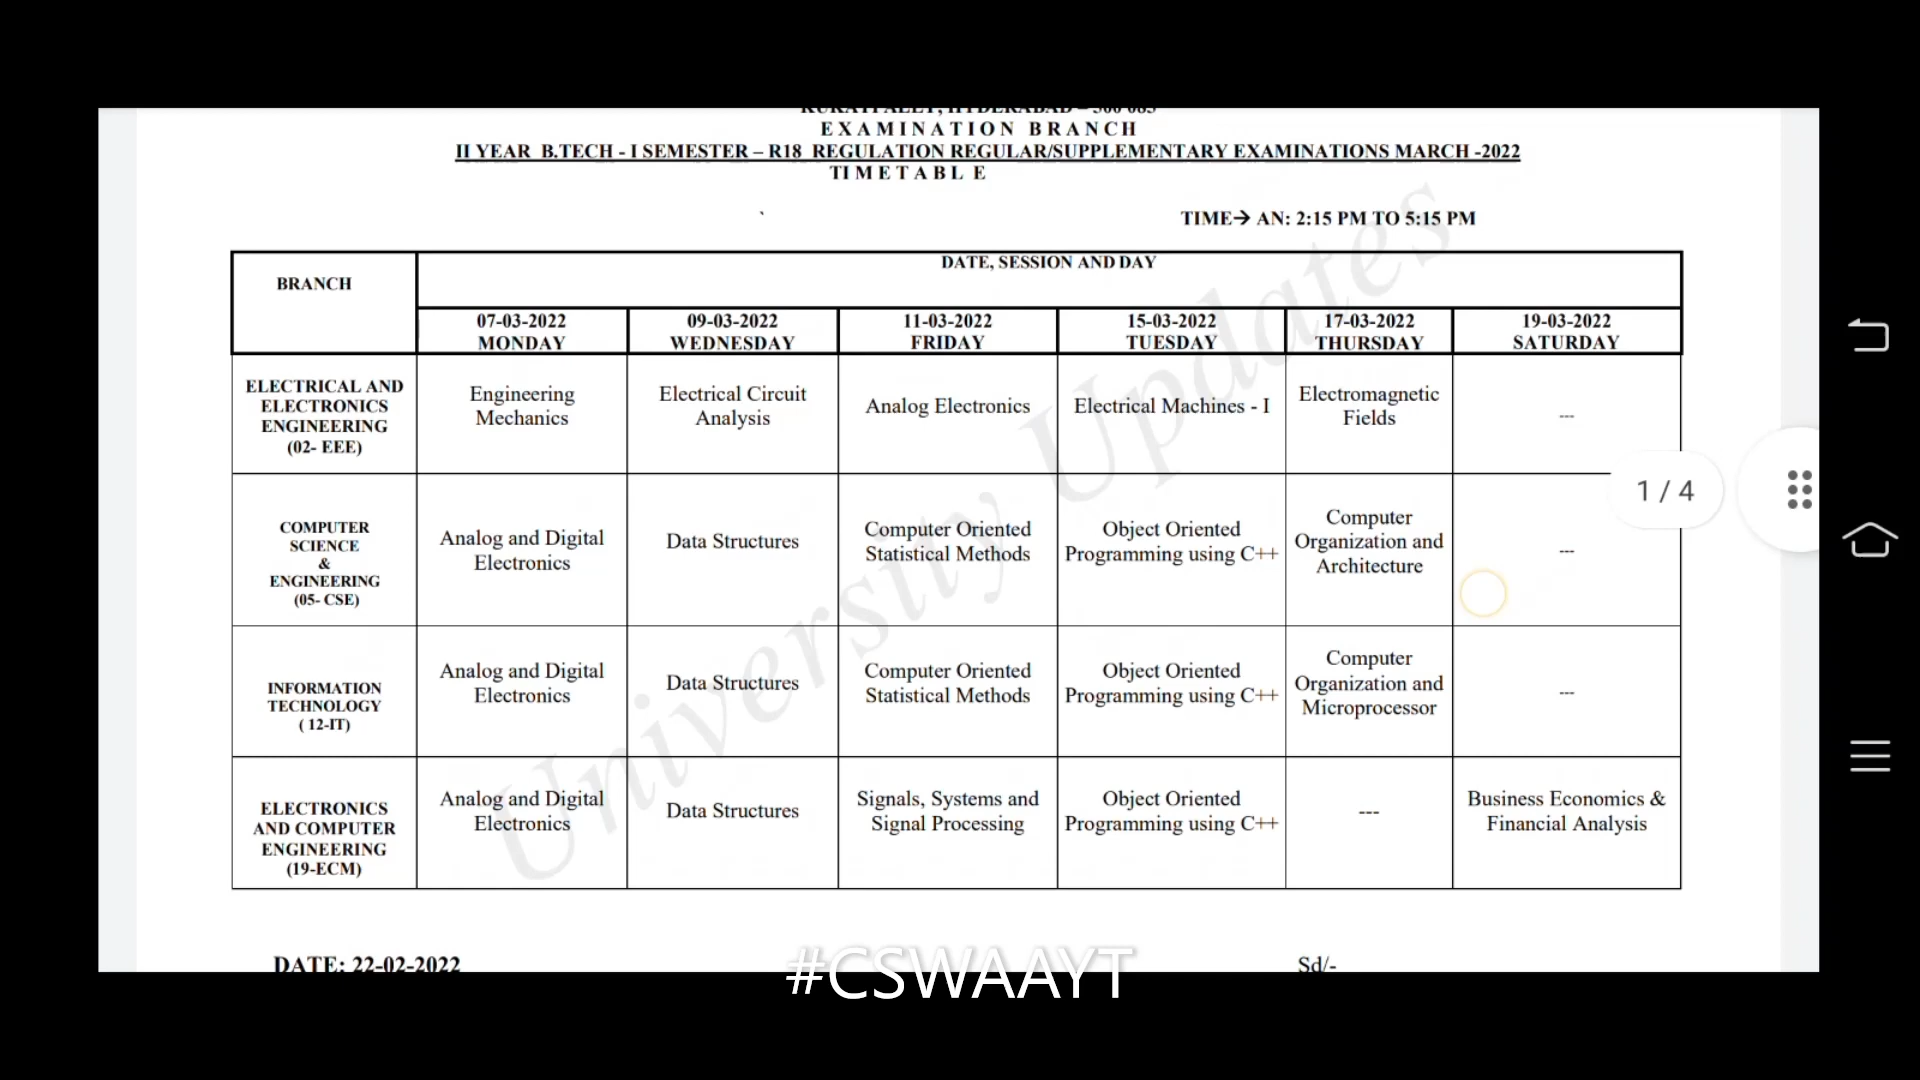 KUKATPALLY, HYDERABAD – 500 085
EXAMINATION BRANCH
II YEAR B.TECH - I SEMESTER – R18 REGULATION REGULAR/SUPPLEMENTARY EXAMINATIONS MARCH -2022
TIMETABLE
TIME→ AN: 2:15 PM TO 5:15 PM
BRANCH
DATE, SESSION AND DAY
07-03-2022
MONDAY
09-03-2022
WEDNESDAY
11-03-2022
FRIDAY
15-03-2022
TUESDAY
17-03-2022
THURSDAY
19-03-2022
SATURDAY
ELECTRICAL AND
ELECTRONICS
ENGINEERING
(02- EEE)
Engineering
Mechanics
Electrical Circuit
Analysis
Analog Electronics
Electrical Machines - I
Electromagnetic
Fields
---
COMPUTER
SCIENCE
&
ENGINEERING
(05- CSE)
Analog and Digital
Electronics
Data Structures
Computer Oriented
Statistical Methods
Object Oriented
Programming using C++
Computer
Organization and
Architecture
---
1 / 4
INFORMATION
TECHNOLOGY
( 12-IT)
Analog and Digital
Electronics
Data Structures
Computer Oriented
Statistical Methods
Object Oriented
Programming using C++
Computer
Organization and
Microprocessor
---
ELECTRONICS
AND COMPUTER
ENGINEERING
(19-ECM)
Analog and Digital
Electronics
Data Structures
Signals, Systems and
Signal Processing
Object Oriented
Programming using C++
---
Business Economics &
Financial Analysis
University Updates
DATE: 22-02-2022
Sd/-
#CSWAAYT